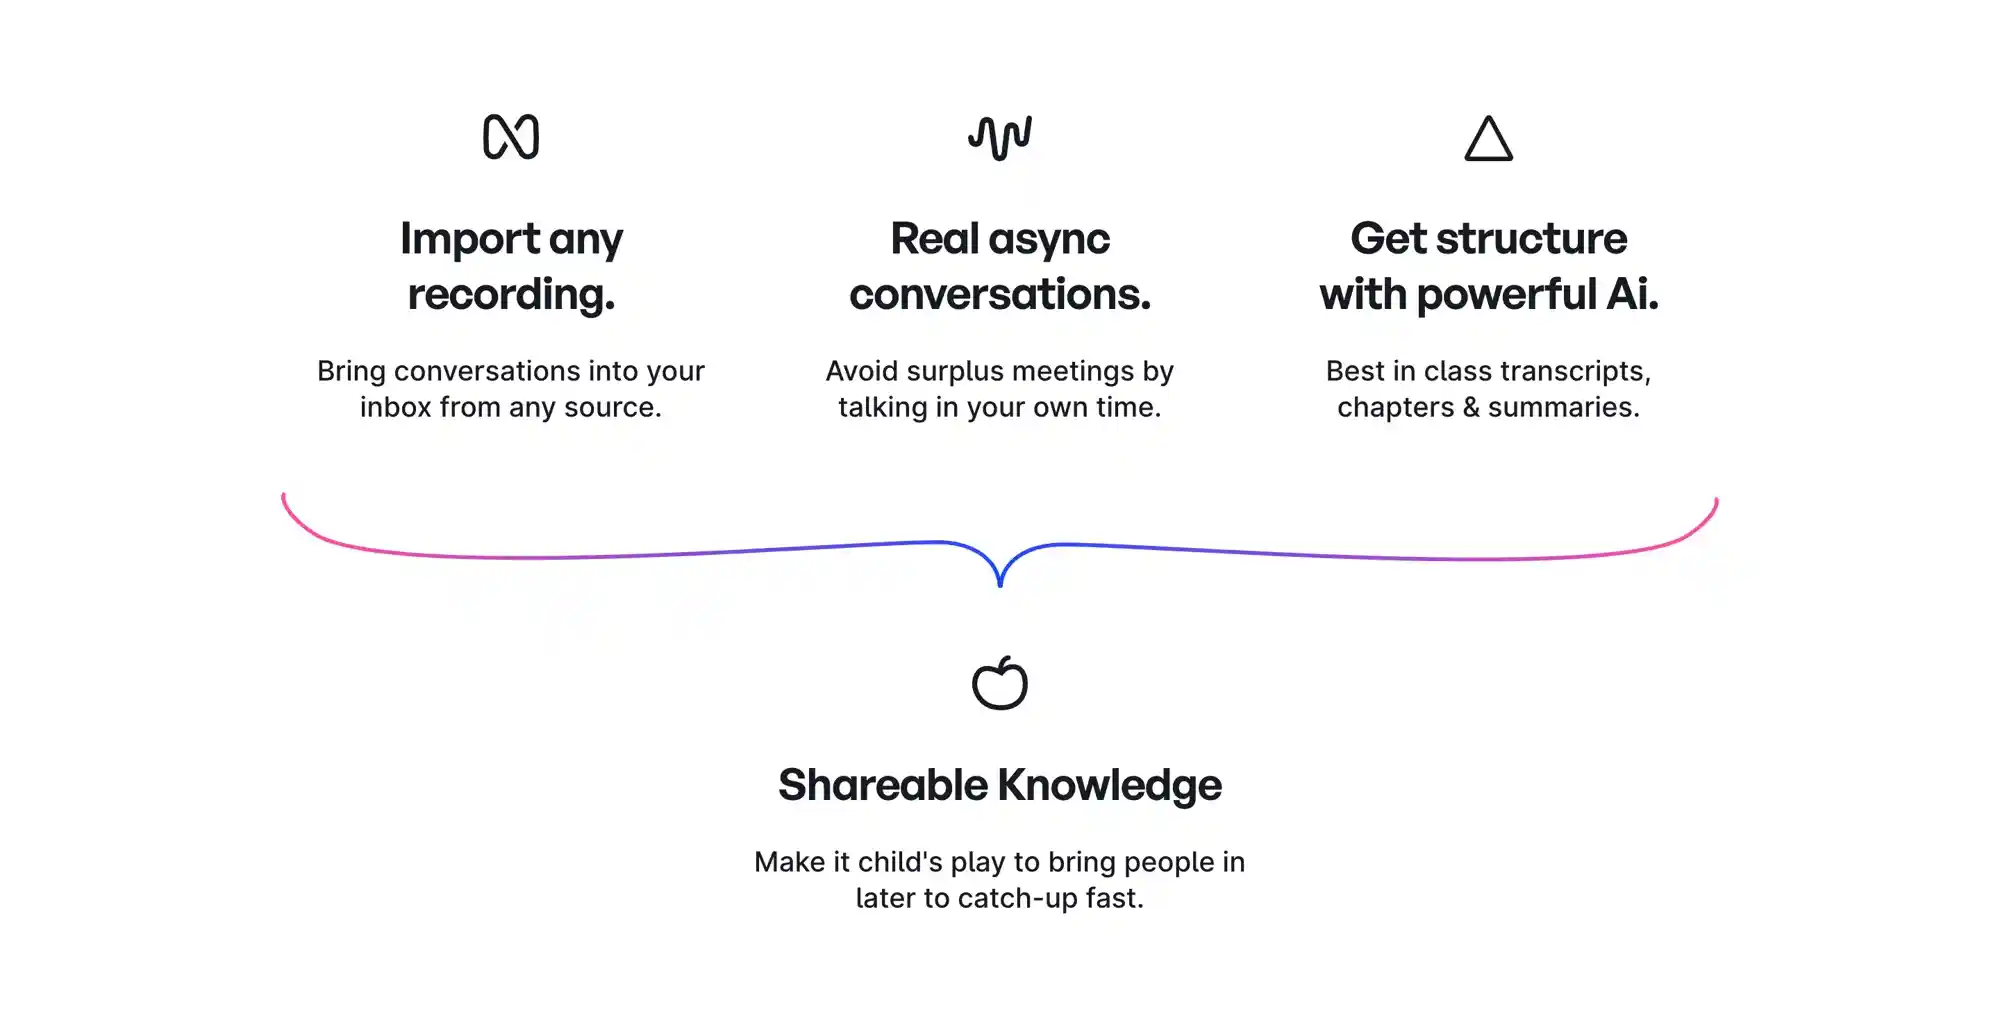 Import any
recording.
Bring conversations into your
inbox from any source.
Real async
conversations.
Avoid surplus meetings by
talking in your own time.
Get structure
with powerful Ai.
Best in class transcripts,
chapters & summaries.
Shareable Knowledge
Make it child's play to bring people in
later to catch-up fast.